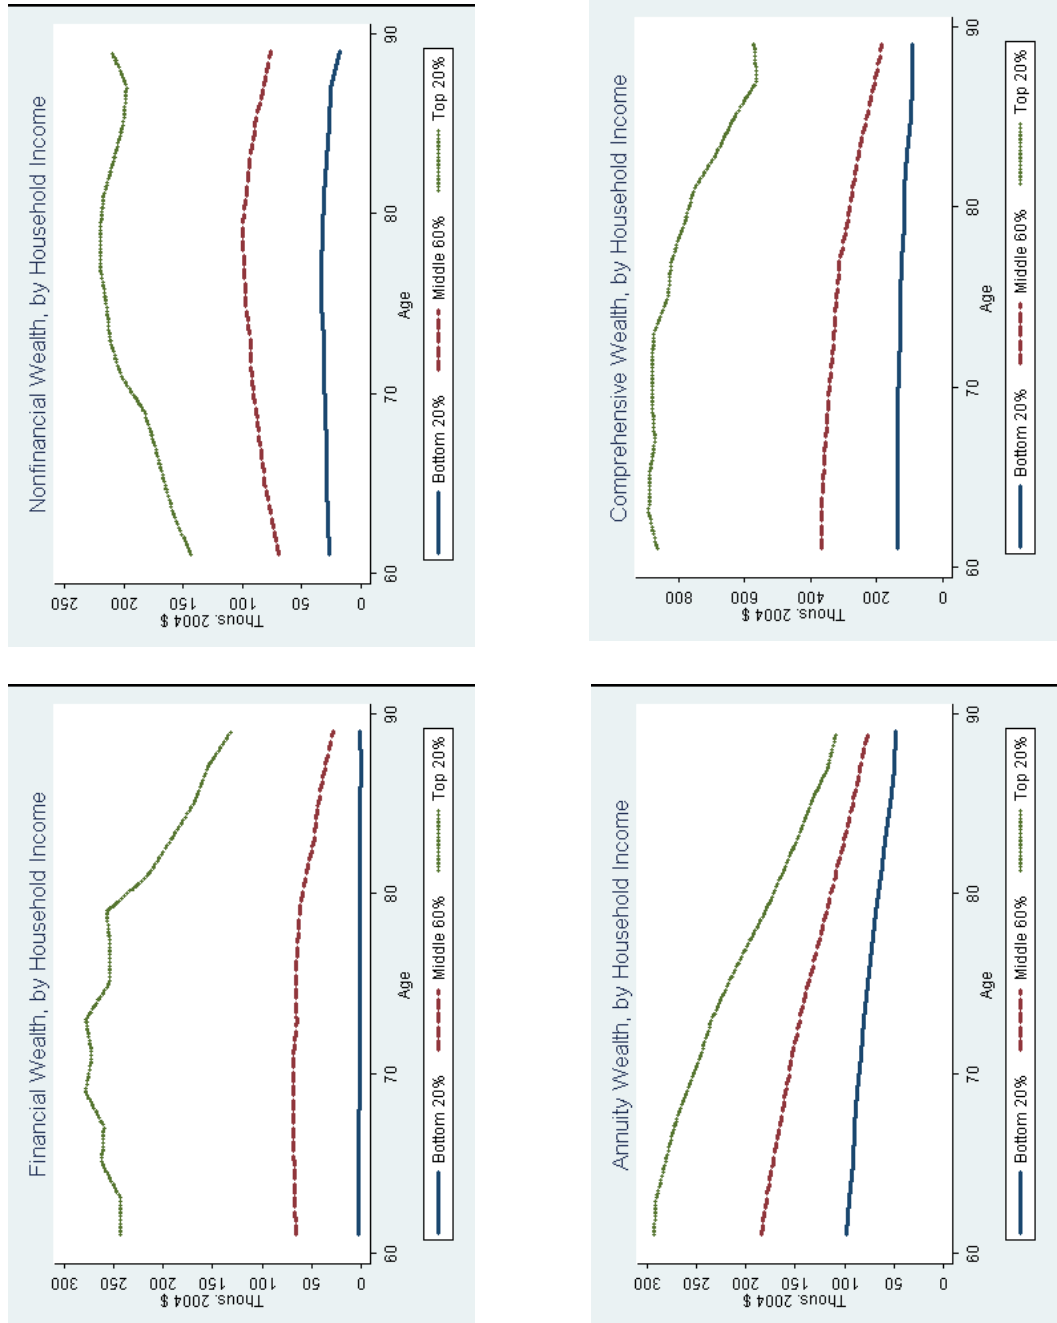 Financial Wealth, by Household Income
Thous. 2004 $
300
250
200
150
100
50
0
60 70 80 90
Age
Bottom 20% Middle 60% Top 20%
Nonfinancial Wealth, by Household Income
Thous. 2004 $
250
200
150
100
50
0
60 70 80 90
Age
Bottom 20% Middle 60% Top 20%
Annuity Wealth, by Household Income
Thous. 2004 $
300
250
200
150
100
50
0
60 70 80 90
Age
Bottom 20% Middle 60% Top 20%
Comprehensive Wealth, by Household Income
Thous. 2004 $
800
600
400
200
0
60 70 80 90
Age
Bottom 20% Middle 60% Top 20%